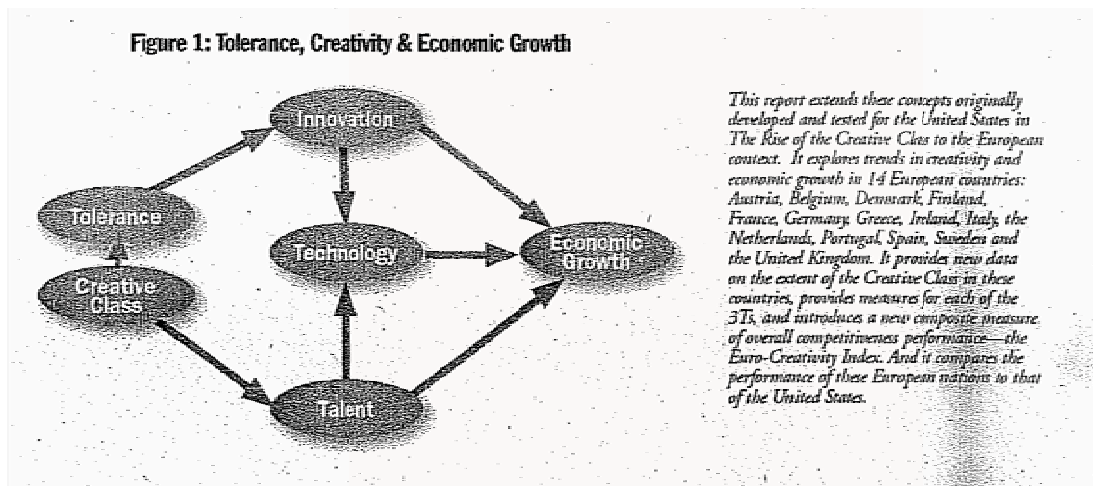 Figure 1: Tolerance, Creativity & Economic Growth
Innovation
Tolerance
Technology
Economic
Growth
Creative
Class
Talent
This report extends these concepts originally
developed and tested for the United States in
The Rise of the Creative Clas to the European
context. It explores trends in creativity and
economic growth in 14 European countries:
Austria, Belgium, Denmark, Finland,
France, Germany, Greece, Ireland, Italy, the
Netherlands, Portugal, Spain, Sweden and
the United Kingdom. It provides new data
on the extent of the Creative Class in these
countries, provides measures for each of the
3Ts, and introduces a new composite measure
of overall competitiveness performance—the
Euro-Creativity Index. And it compares the
performance of these European nations to that
of the United States.